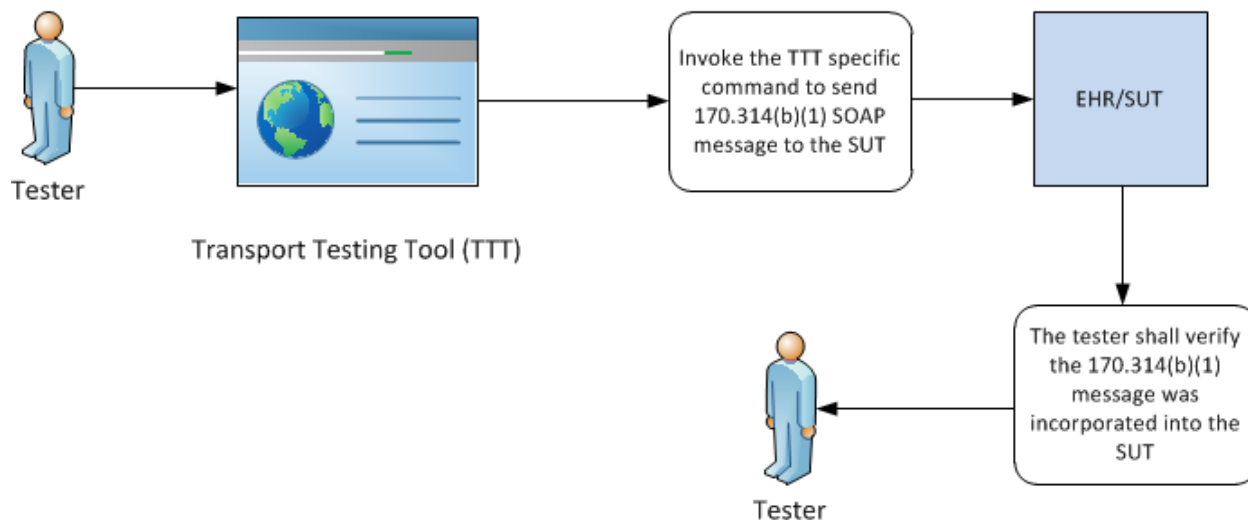 Invoke the TTT specific
command to send
170.314(b)(1) SOAP
message to the SUT
EHR/SUT
Tester
Transport Testing Tool (TTT)
The tester shall verify
the 170.314(b)(1)
message was
incorporated into the
SUT
Tester